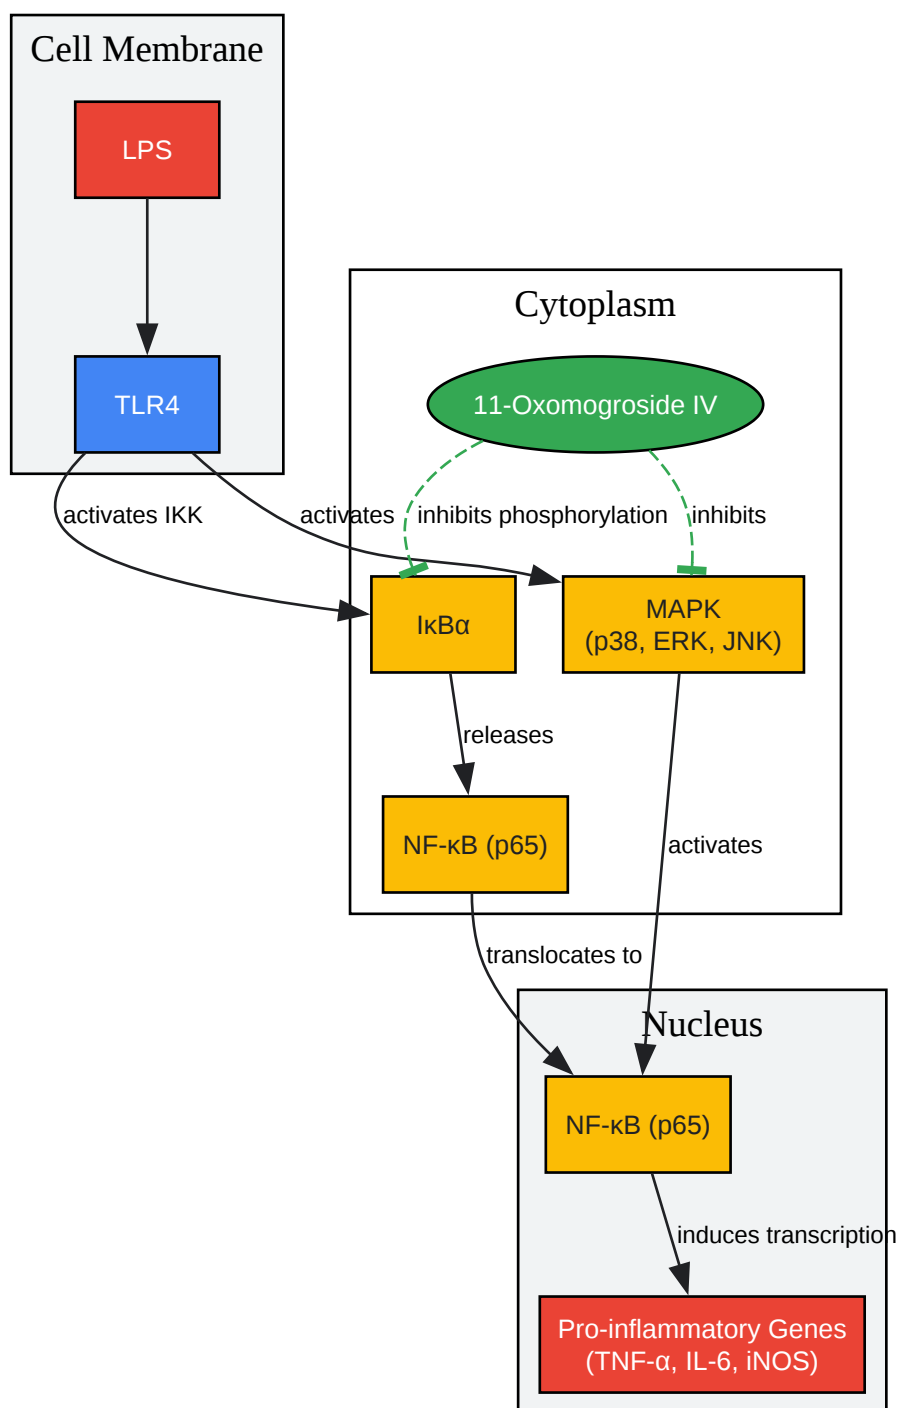 Cell Membrane
LPS
TLR4
Cytoplasm
11-Oxomogroside IV
activates IKK
activates
inhibits phosphorylation
inhibits
IκBα
MAPK
(p38, ERK, JNK)
releases
NF-κB (p65)
activates
translocates to
Nucleus
NF-κB (p65)
induces transcription
Pro-inflammatory Genes
(TNF-α, IL-6, iNOS)